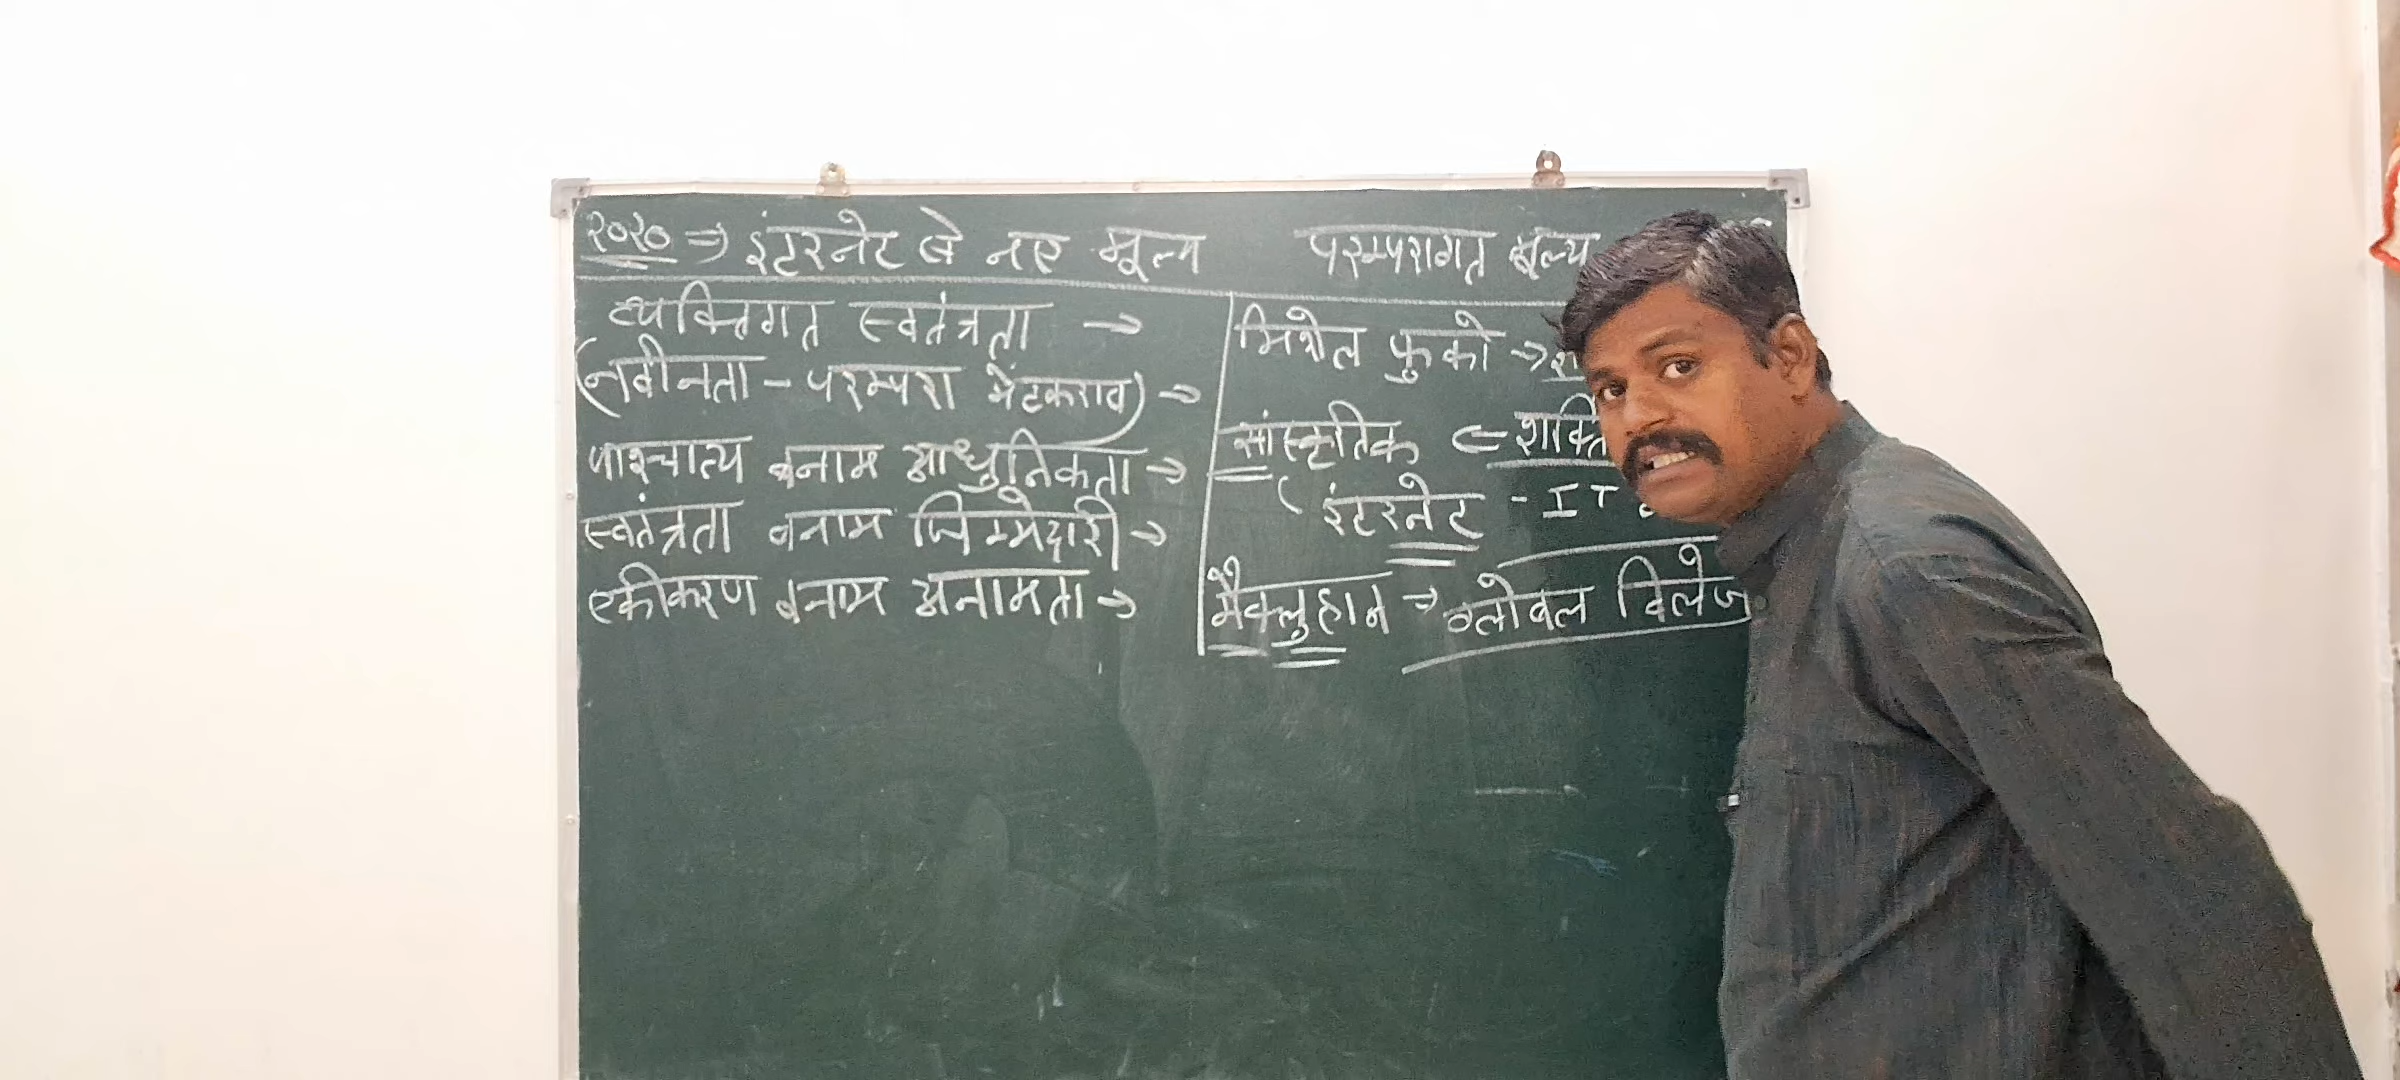 २०२० ⇒ इंटरनेट ने नए मूल्य परम्परागत मूल्य
व्यक्तिगत स्वतंत्रता →
(नवीनता - परम्परा में टकराव) →
पाश्चात्य बनाम आधुनिकता →
स्वतंत्रता बनाम जिम्मेदारी →
एकीकरण बनाम अनामता →
मिशेल फुको →
सांस्कृतिक ⇐ शक्ति
( इंटरनेट - IT
मैक्लुहान → ग्लोबल विलेज